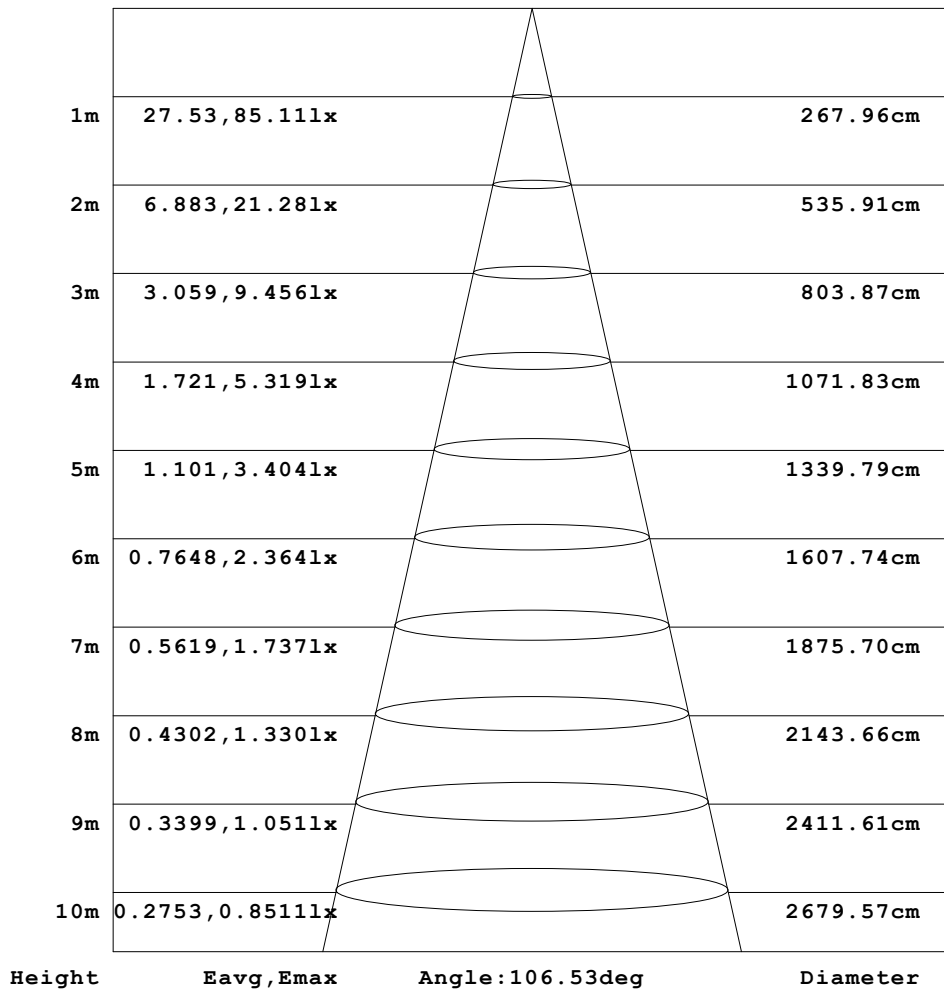 1m 27.53,85.11lx 267.96cm
2m 6.883,21.28lx 535.91cm
3m 3.059,9.456lx 803.87cm
4m 1.721,5.319lx 1071.83cm
5m 1.101,3.404lx 1339.79cm
6m 0.7648,2.364lx 1607.74cm
7m 0.5619,1.737lx 1875.70cm
8m 0.4302,1.330lx 2143.66cm
9m 0.3399,1.051lx 2411.61cm
10m 0.2753,0.8511lx 2679.57cm
Height Eavg,Emax Angle:106.53deg Diameter